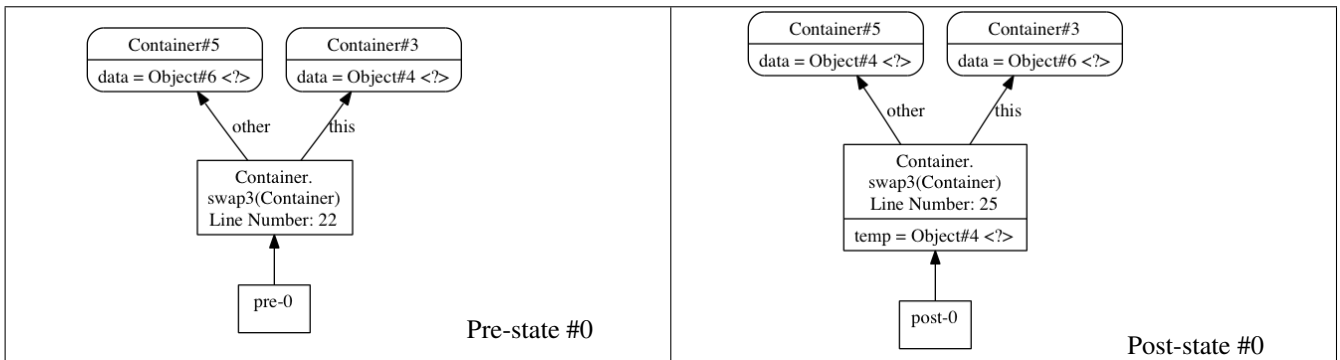 Container#5
data = Object#6 <?>
Container#3
data = Object#4 <?>
other
this
Container.
swap3(Container)
Line Number: 22
pre-0
Pre-state #0
Container#5
data = Object#4 <?>
Container#3
data = Object#6 <?>
other
this
Container.
swap3(Container)
Line Number: 25
temp = Object#4 <?>
post-0
Post-state #0